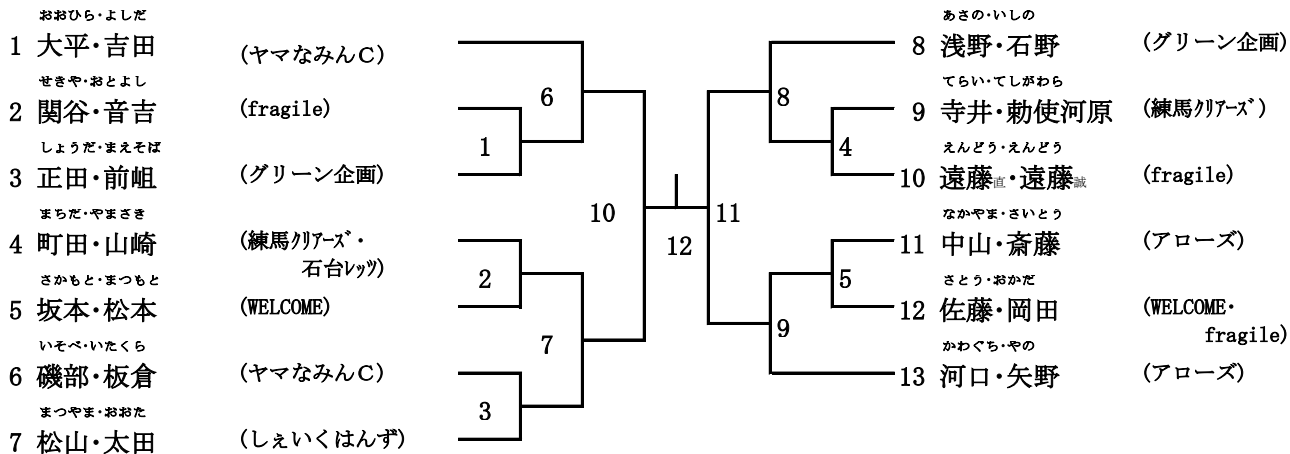 おおひら・よしだ
1 大平・吉田 (ヤマなみんＣ)
せきや・おとよし
2 関谷・音吉 (fragile)
しょうだ・まえそば
3 正田・前岨 (グリーン企画)
まちだ・やまさき
4 町田・山崎 (練馬ｸﾘｱｰｽﾞ・
石台ﾚｯﾂ)
さかもと・まつもと
5 坂本・松本 (WELCOME)
いそべ・いたくら
6 磯部・板倉 (ヤマなみんＣ)
まつやま・おおた
7 松山・太田 (しぇいくはんず)
6
1
10
2
7
3
12
11
8
4
5
9
あさの・いしの
8 浅野・石野 (グリーン企画)
てらい・てしがわら
9 寺井・勅使河原 (練馬ｸﾘｱｰｽﾞ)
えんどう・えんどう
10 遠藤直・遠藤誠 (fragile)
なかやま・さいとう
11 中山・斎藤 (アローズ)
さとう・おかだ
12 佐藤・岡田 (WELCOME・
fragile)
かわぐち・やの
13 河口・矢野 (アローズ)